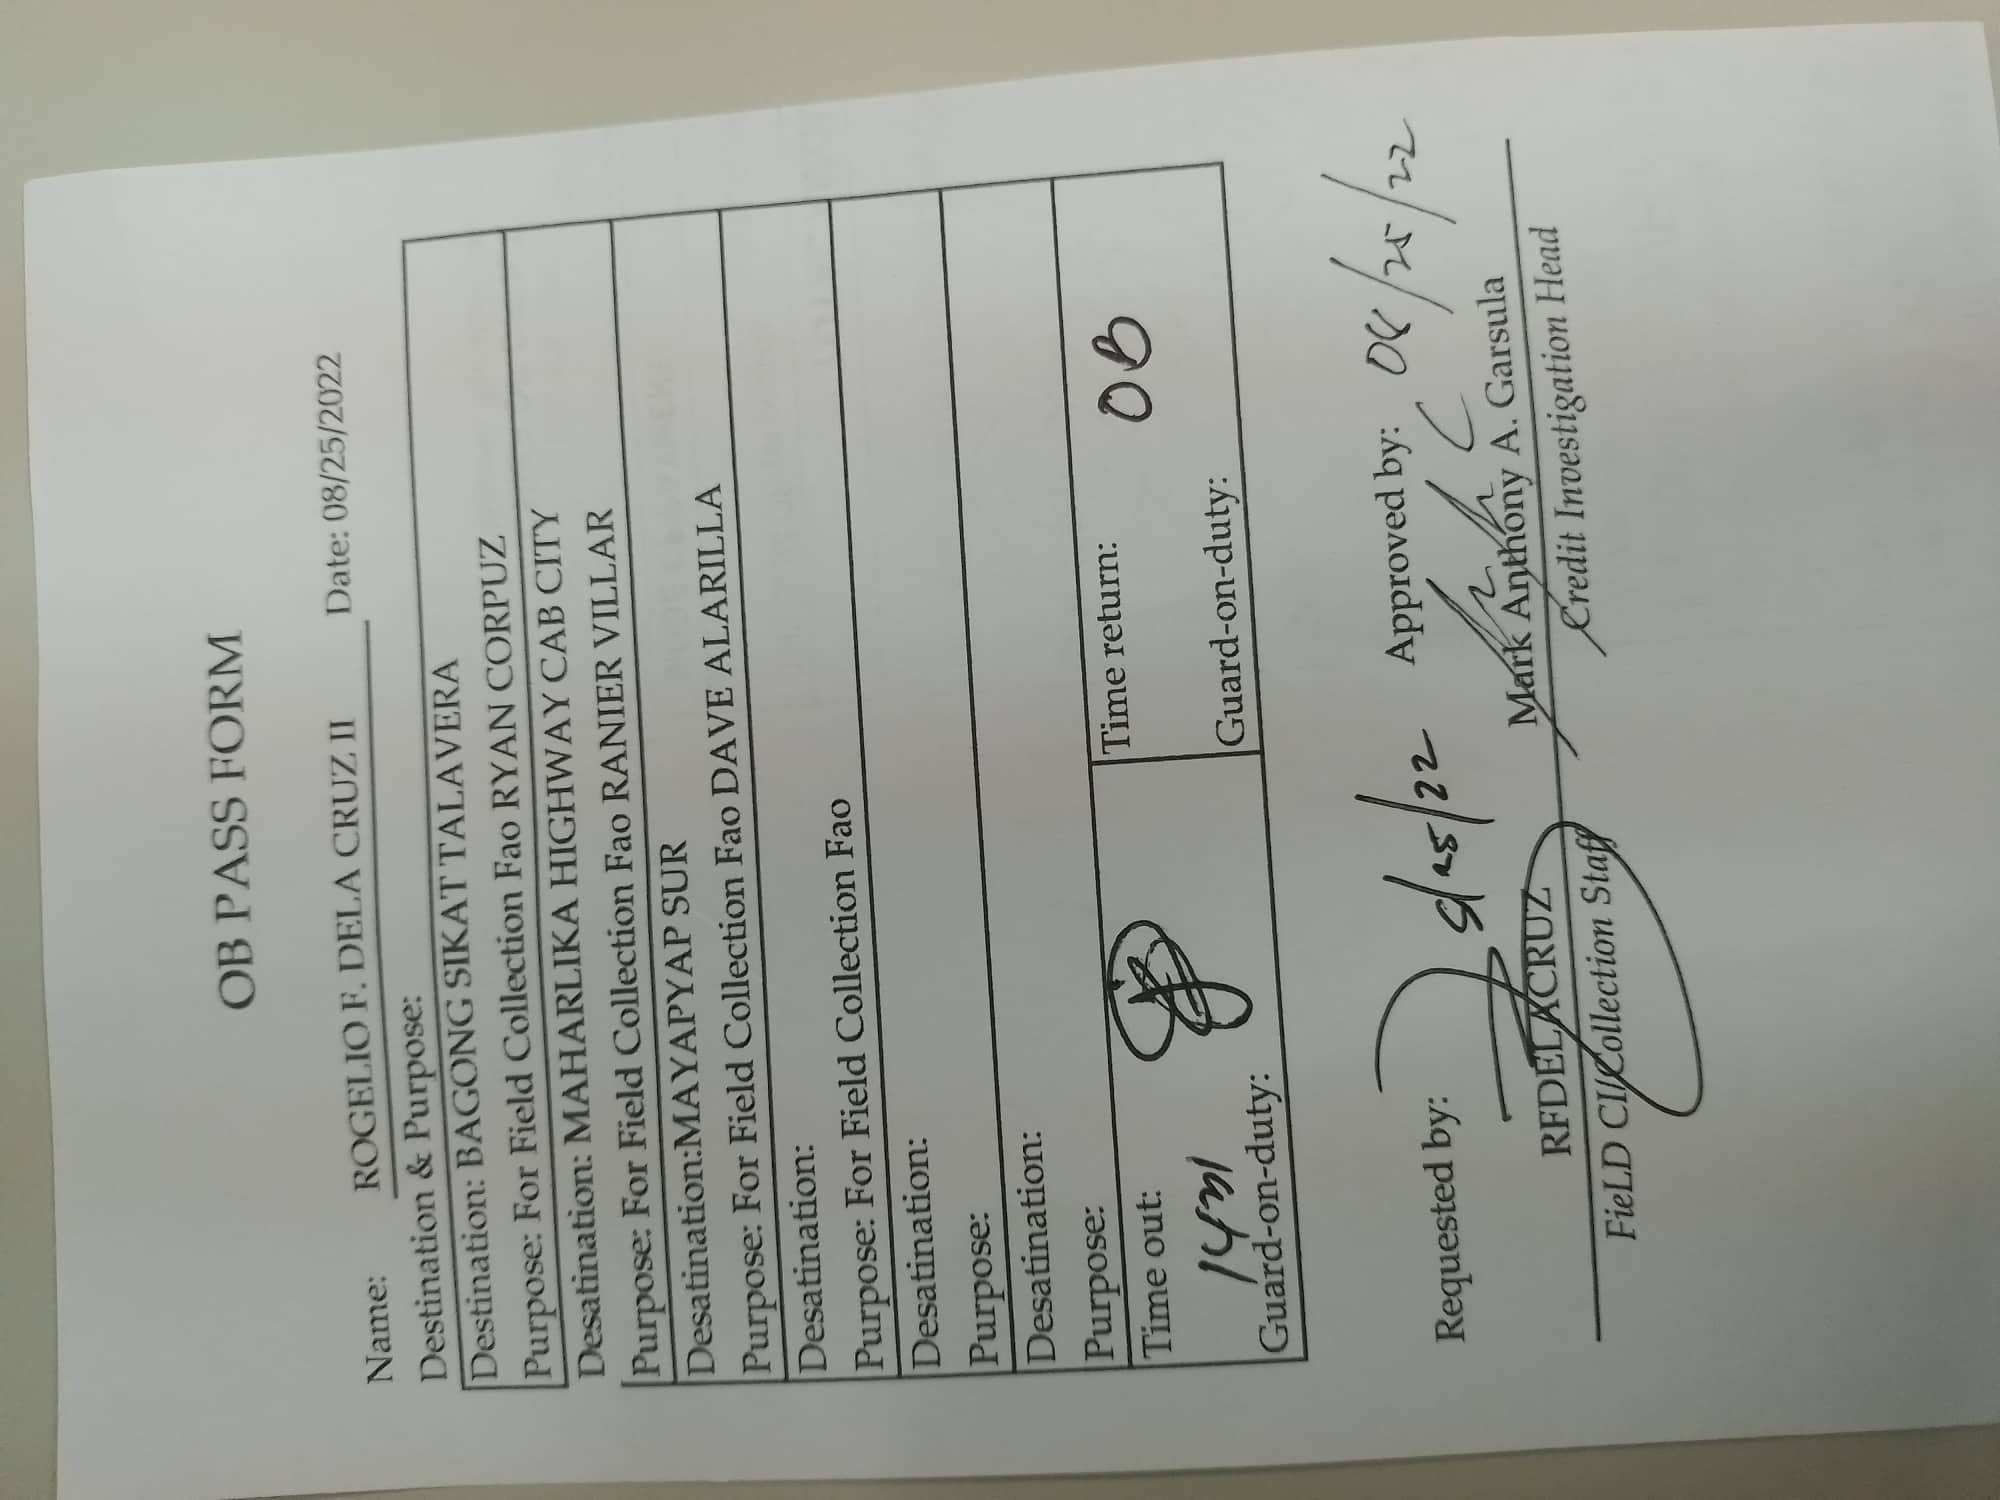 OB PASS FORM
Name: ROGELIO F. DELA CRUZ II Date: 08/25/2022
Destination & Purpose:
Destination: BAGONG SIKAT TALAVERA
Purpose: For Field Collection Fao RYAN CORPUZ
Desatination: MAHARLIKA HIGHWAY CAB CITY
Purpose: For Field Collection Fao RANIER VILLAR
Desatination:MAYAPYAP SUR
Purpose: For Field Collection Fao DAVE ALARILLA
Desatination:
Purpose: For Field Collection Fao
Desatination:
Purpose:
Desatination:
Purpose:
Time out: Time return: OB
Guard-on-duty: Guard-on-duty:
Requested by: 8/25/22 Approved by: 08/25/22
RFDELACRUZ Mark Anthony A. Garsula
FieLD CI/Collection Staff Credit Investigation Head